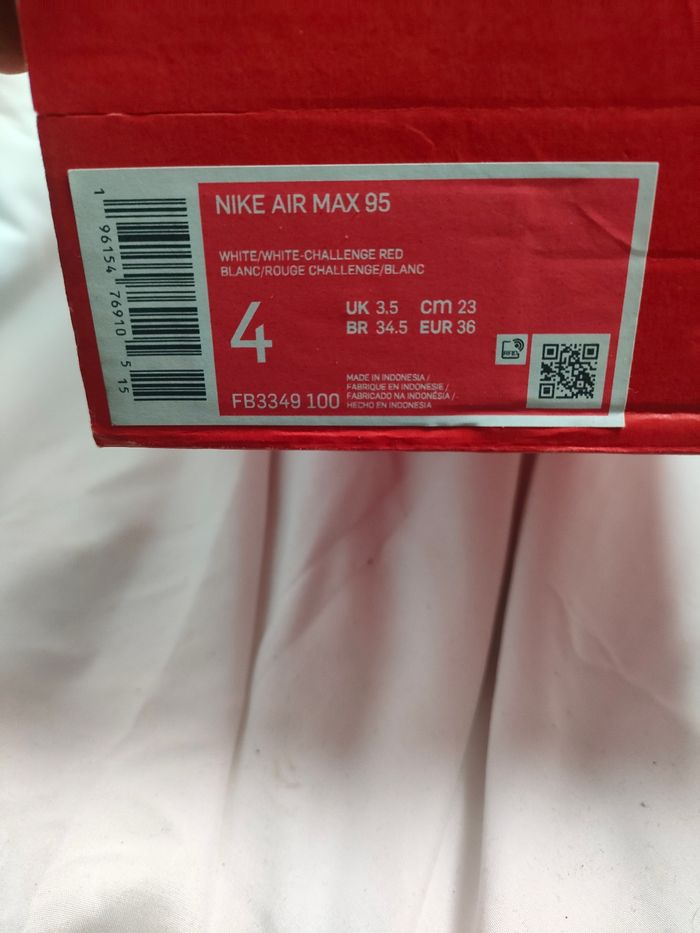 NIKE AIR MAX 95
WHITE/WHITE-CHALLENGE RED
BLANC/ROUGE CHALLENGE/BLANC
4
UK 3.5 cm 23
BR 34.5 EUR 36
RFID
FB3349 100
MADE IN INDONESIA /
FABRIQUE EN INDONESIE /
FABRICADO NA INDONÉSIA /
HECHO EN INDONESIA
1 96154 76910 5 15